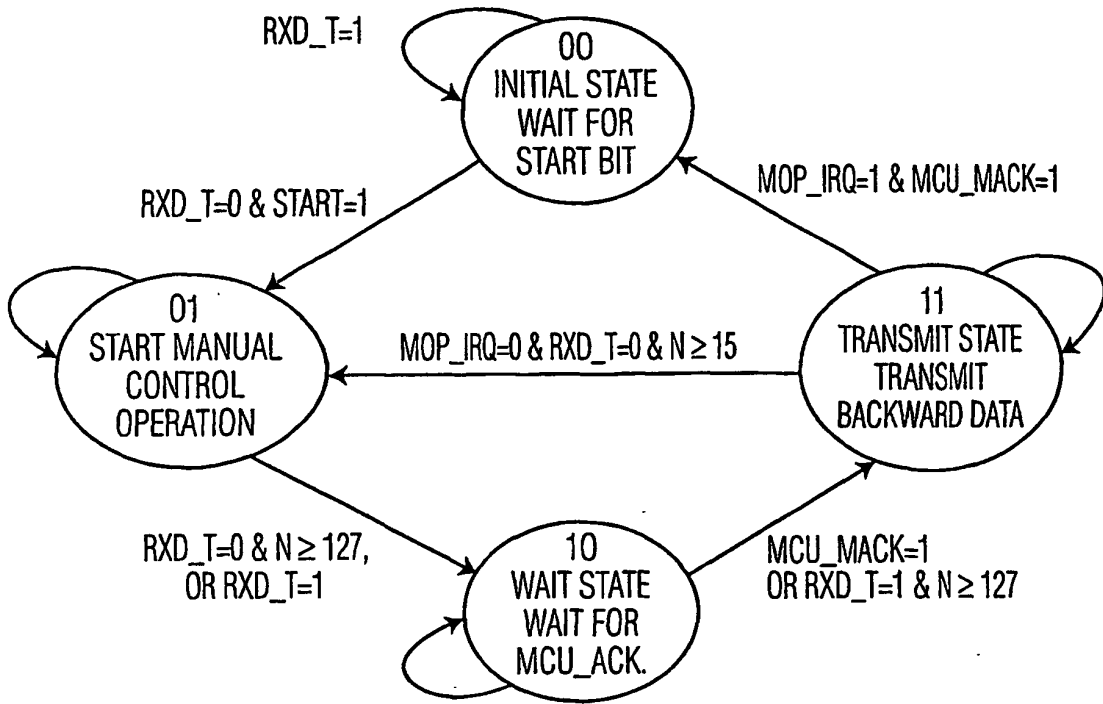 RXD_T=1
00
INITIAL STATE
WAIT FOR
START BIT
MOP_IRQ=1 & MCU_MACK=1
RXD_T=0 & START=1
01
START MANUAL
CONTROL
OPERATION
MOP_IRQ=0 & RXD_T=0 & N ≥ 15
11
TRANSMIT STATE
TRANSMIT
BACKWARD DATA
RXD_T=0 & N ≥ 127,
OR RXD_T=1
10
WAIT STATE
WAIT FOR
MCU_ACK.
MCU_MACK=1
OR RXD_T=1 & N ≥ 127